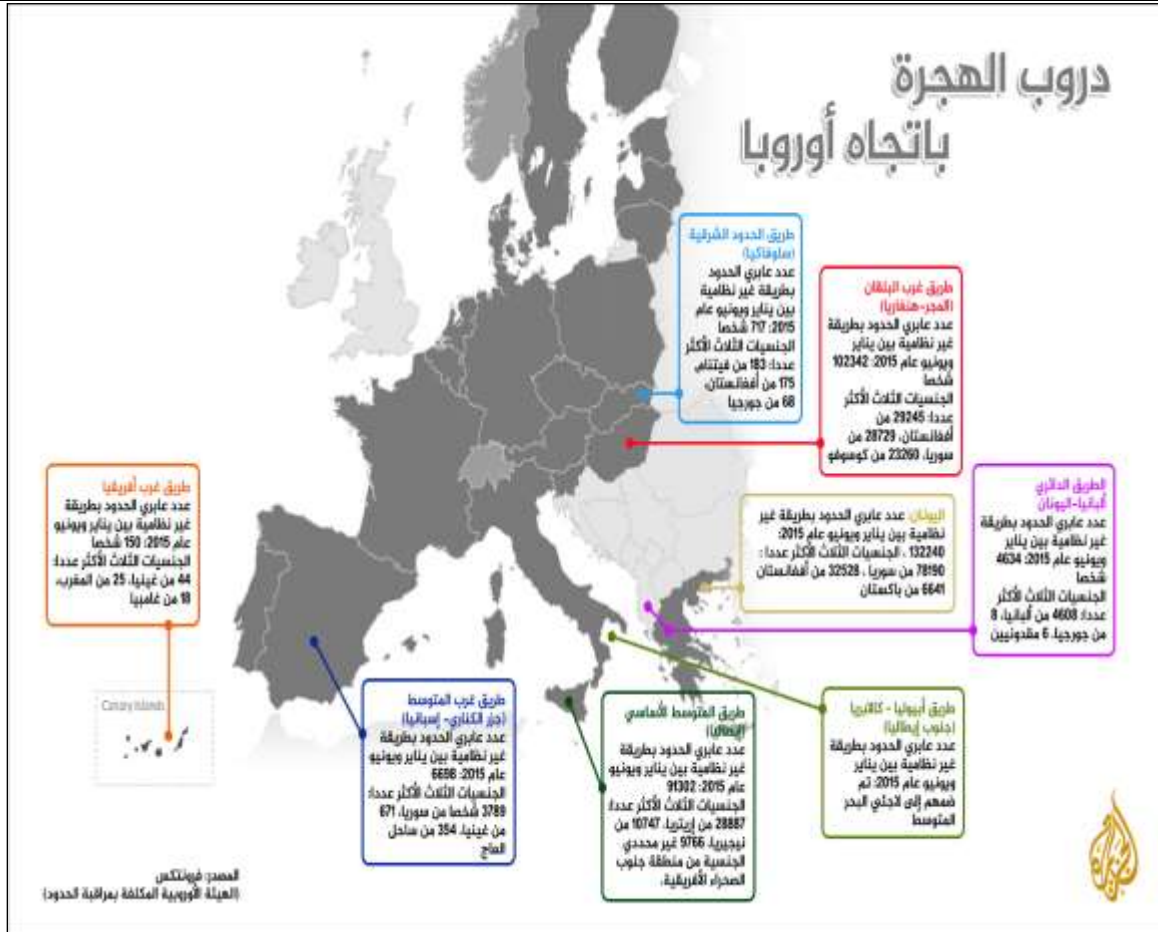 دروب الهجرة
باتجاه أوروبا
طريق الحدود الشرقية
(سلوفاكيا)
عدد عابري الحدود
بطريقة غير نظامية
بين يناير ويونيو عام
2015: 717 شخصا
الجنسيات الثلاث الأكثر
عددا: 183 من فيتنام،
175 من أفغانستان،
68 من جورجيا
طريق غرب البلقان
(المجر-هنغاريا)
عدد عابري الحدود بطريقة
غير نظامية بين يناير
ويونيو عام 2015: 102342
شخصا
الجنسيات الثلاث الأكثر
عددا: 29245 من
أفغانستان، 28729 من
سوريا، 23260 من كوسوفو
الطريق الدائري
ألبانيا-اليونان
عدد عابري الحدود بطريقة
غير نظامية بين يناير
ويونيو عام 2015: 4634
شخصا
الجنسيات الثلاث الأكثر
عددا: 4608 من ألبانيا، 8
من جورجيا، 6 مقدونيين
اليونان: عدد عابري الحدود بطريقة غير
نظامية بين يناير ويونيو عام 2015:
132240 ، الجنسيات الثلاث الأكثر عددا :
78190 من سوريا ، 32528 من أفغانستان
6641 من باكستان
طريق غرب أفريقيا
عدد عابري الحدود بطريقة
غير نظامية بين يناير ويونيو
عام 2015: 150 شخصا
الجنسيات الثلاث الأكثر عددا:
44 من غينيا، 25 من المغرب،
18 من غامبيا
Canary Islands
طريق أبيوليا - كالابريا
(جنوب إيطاليا)
عدد عابري الحدود بطريقة
غير نظامية بين يناير
ويونيو عام 2015: تم
ضمهم إلى لاجئي البحر
المتوسط
طريق المتوسط الأساسي
(إيطاليا)
عدد عابري الحدود بطريقة
غير نظامية بين يناير ويونيو
عام 2015: 91302
الجنسيات الثلاث الأكثر عددا:
28887 من إريتريا، 10747 من
نيجيريا، 9766 غير محددي
الجنسية من منطقة جنوب
الصحراء الأفريقية.
طريق غرب المتوسط
(جزر الكناري- إسبانيا)
عدد عابري الحدود بطريقة
غير نظامية بين يناير ويونيو
عام 2015: 6698
الجنسيات الثلاث الأكثر عددا:
3789 شخصا من سوريا، 671
من غينيا، 354 من ساحل
العاج
المصدر: فرونتكس
(الهيئة الأوروبية المكلفة بمراقبة الحدود)
الجزيرة